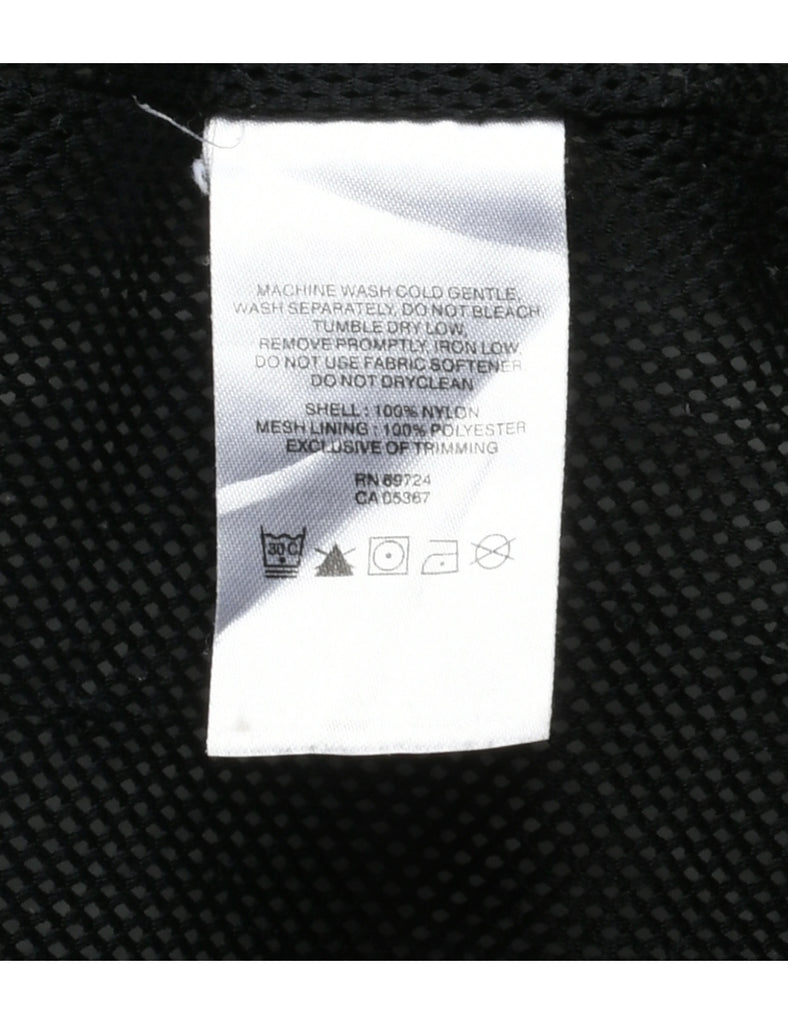 MACHINE WASH COLD GENTLE,
WASH SEPARATELY, DO NOT BLEACH
TUMBLE DRY LOW,
REMOVE PROMPTLY, IRON LOW,
DO NOT USE FABRIC SOFTENER
DO NOT DRYCLEAN
SHELL : 100% NYLON
MESH LINING : 100% POLYESTER
EXCLUSIVE OF TRIMMING
RN 69724
CA 05367
30 C